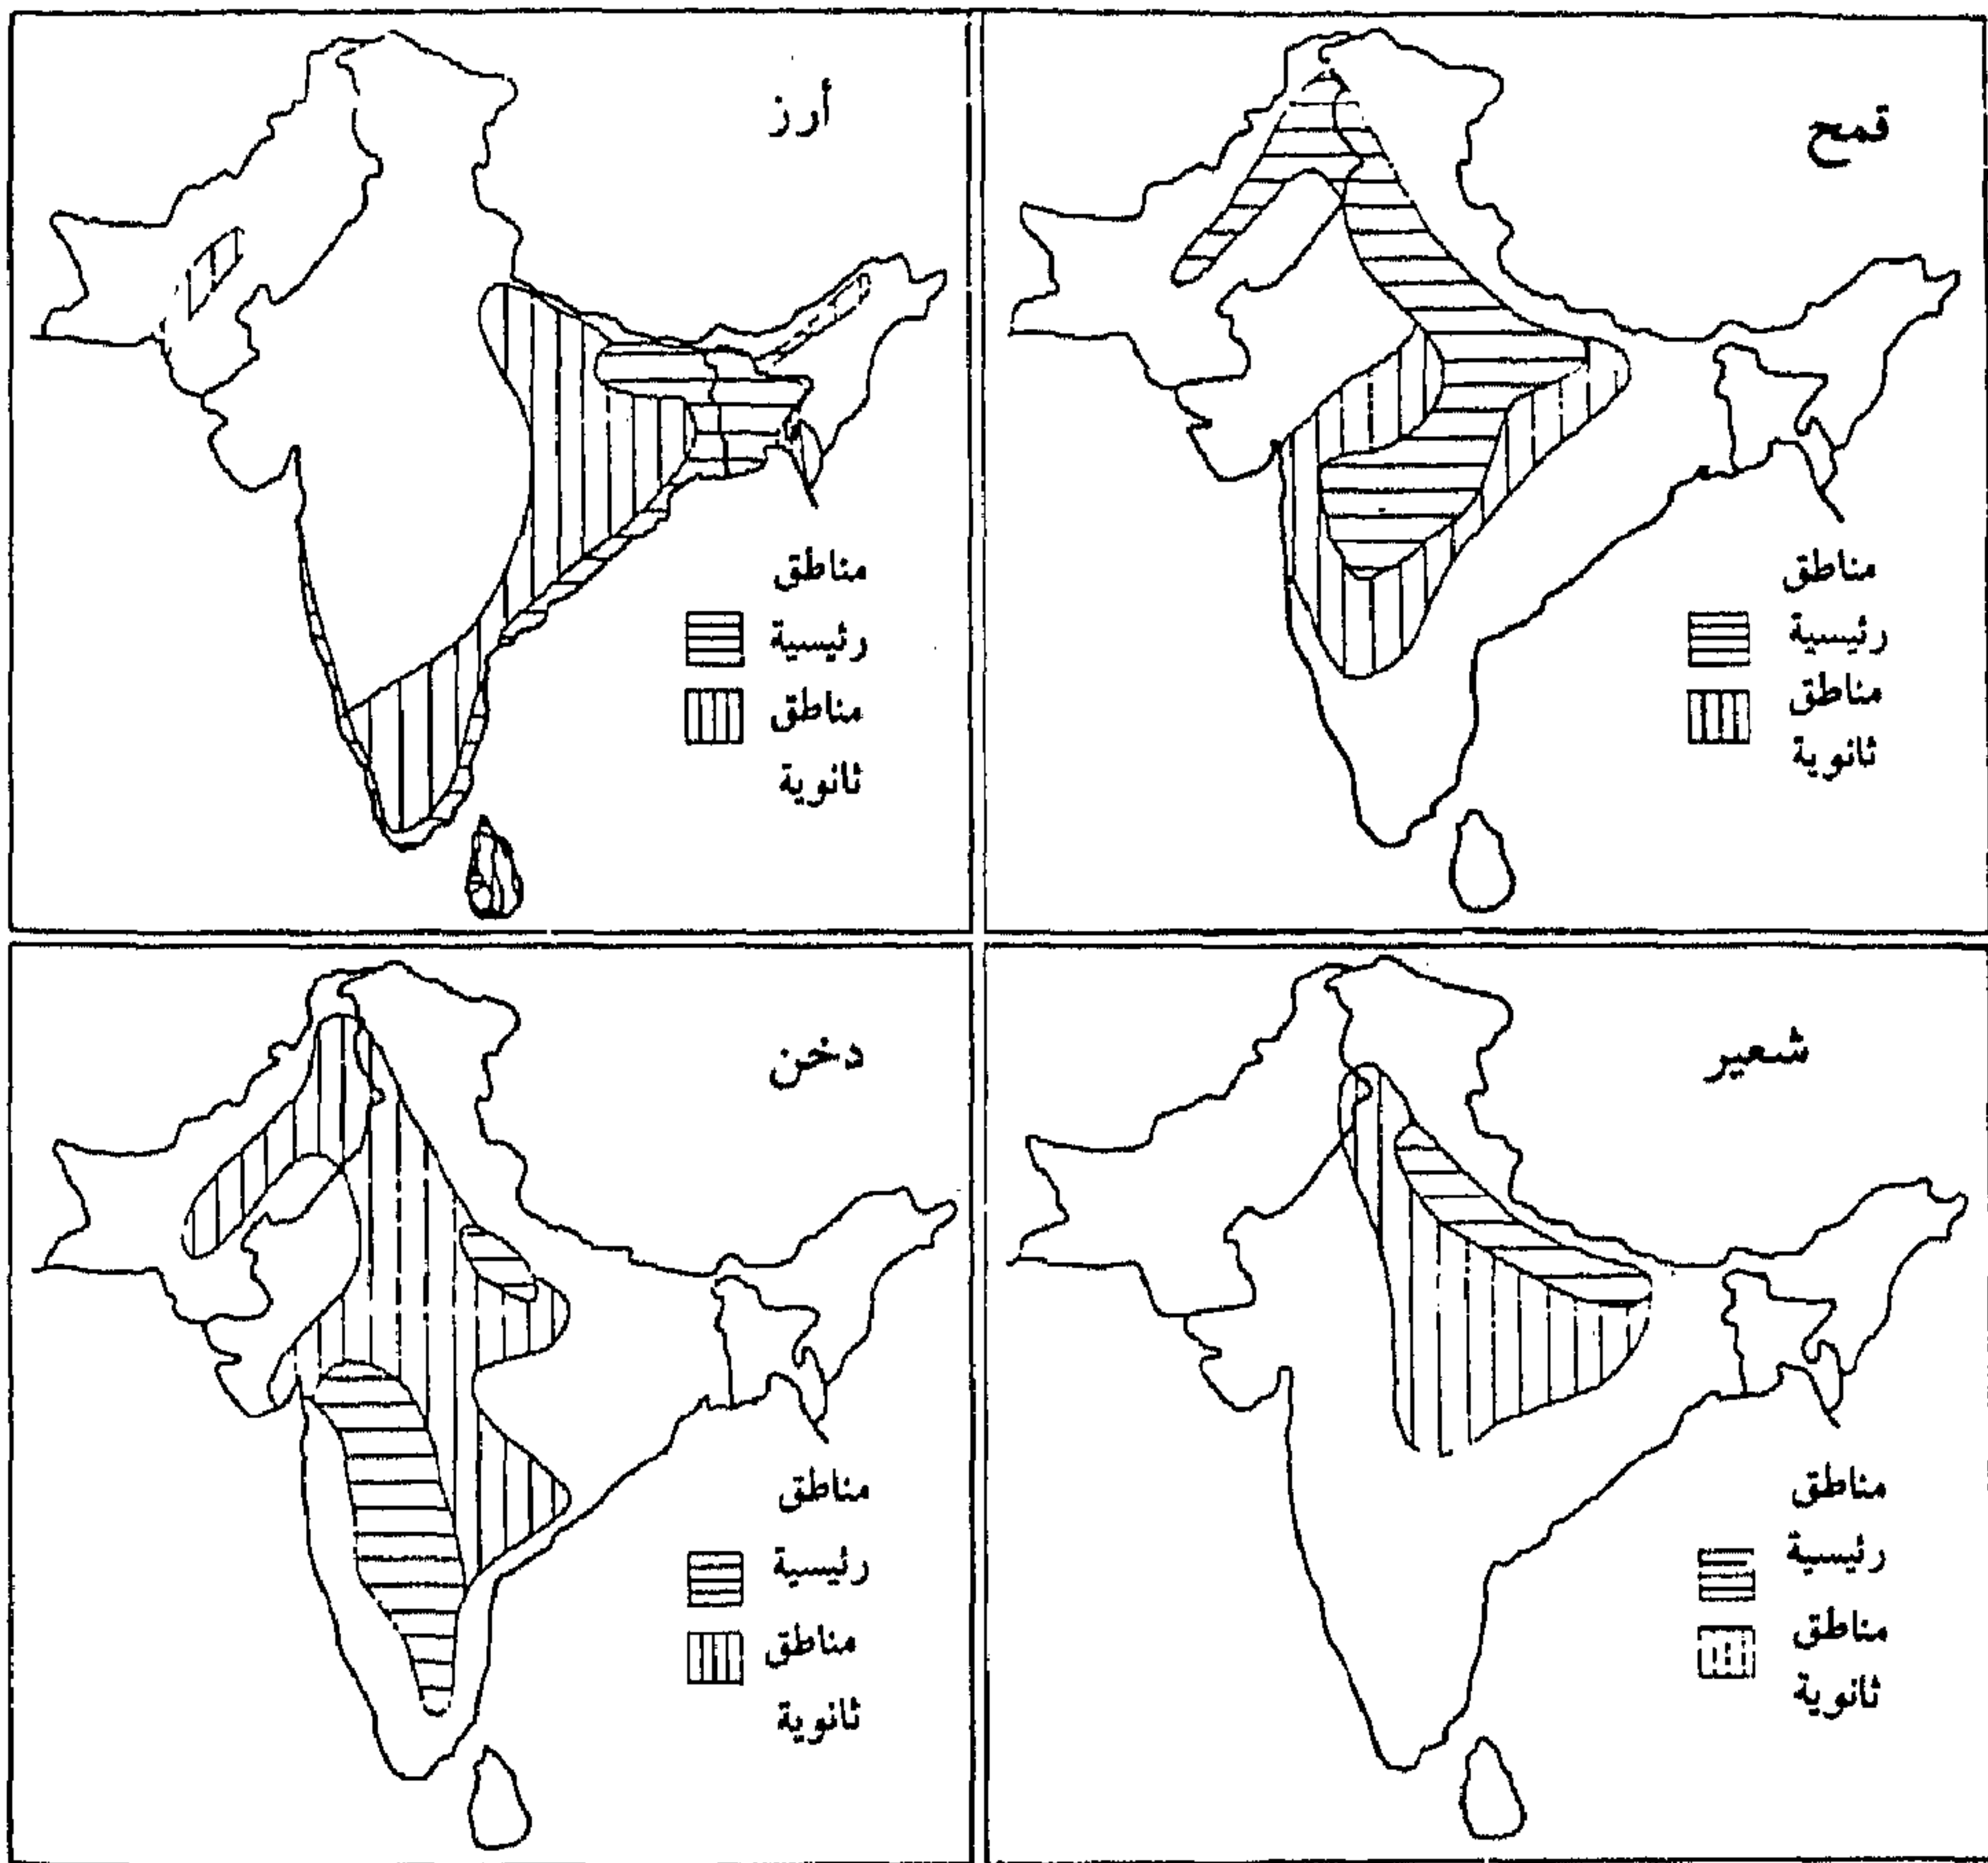 قمح
مناطق
رئيسية
مناطق
ثانوية
أرز
مناطق
رئيسية
مناطق
ثانوية
شعير
مناطق
رئيسية
مناطق
ثانوية
دخن
مناطق
رئيسية
مناطق
ثانوية